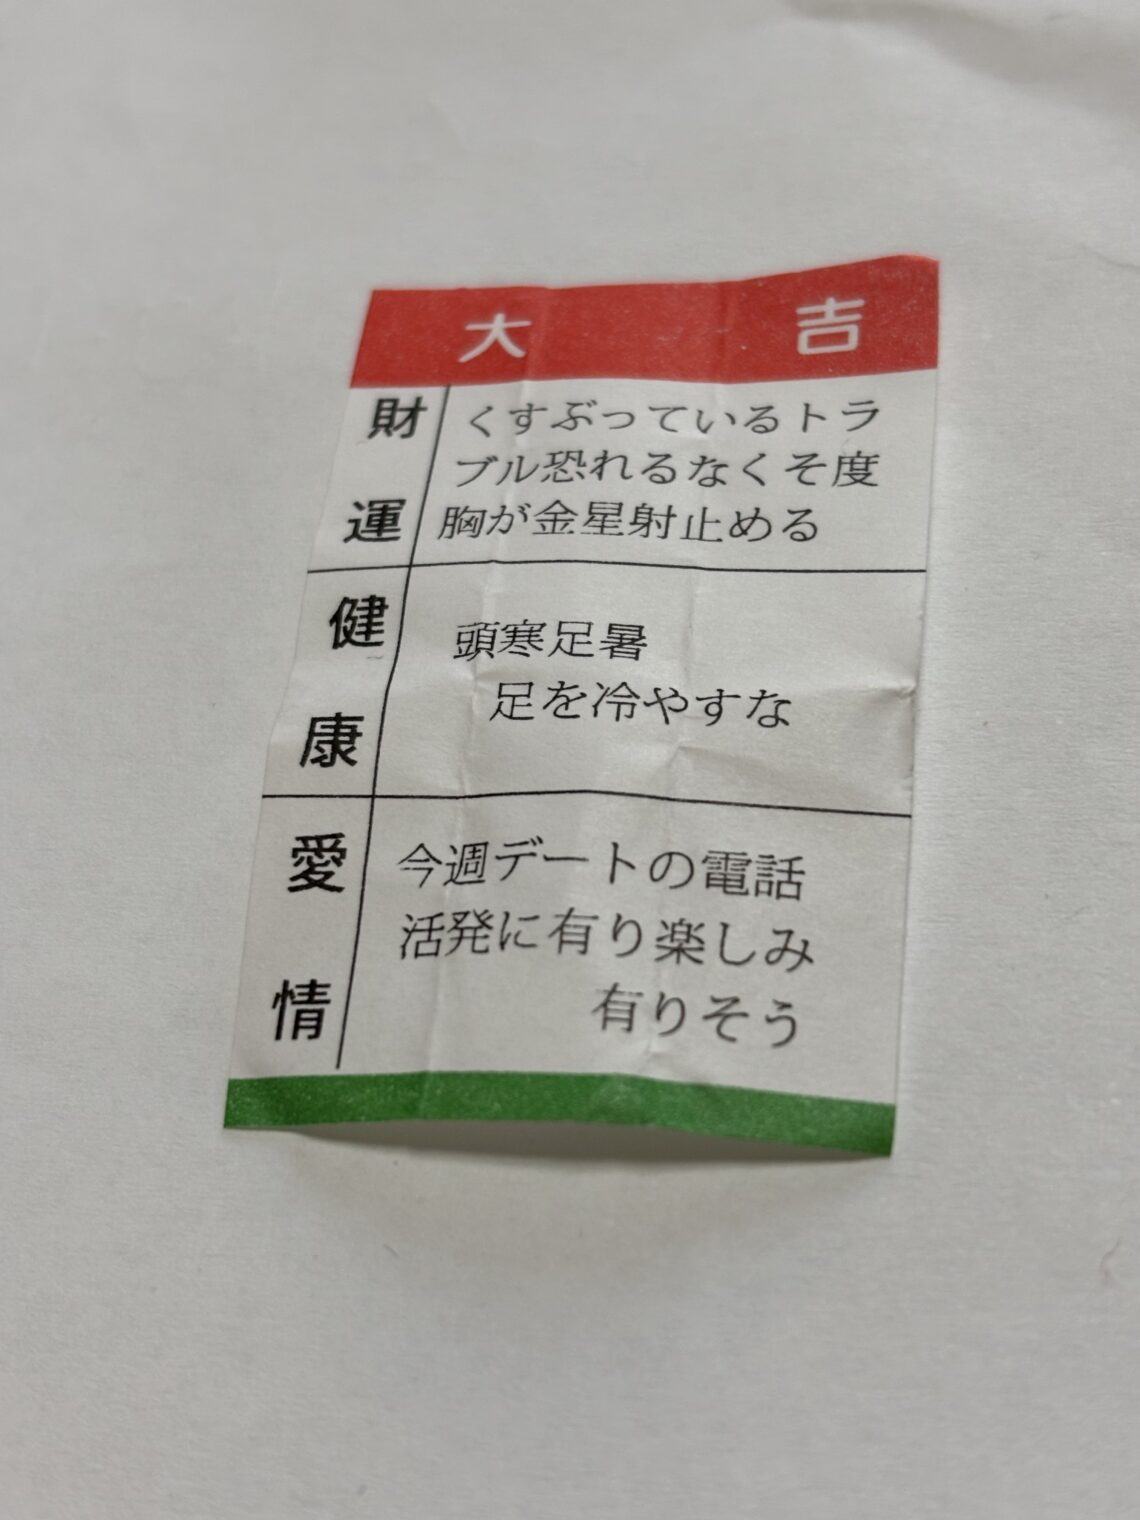 大吉
財運
くすぶっているトラ
ブル恐れるなくそ度
胸が金星射止める
健康
頭寒足暑
足を冷やすな
愛情
今週デートの電話
活発に有り楽しみ
有りそう